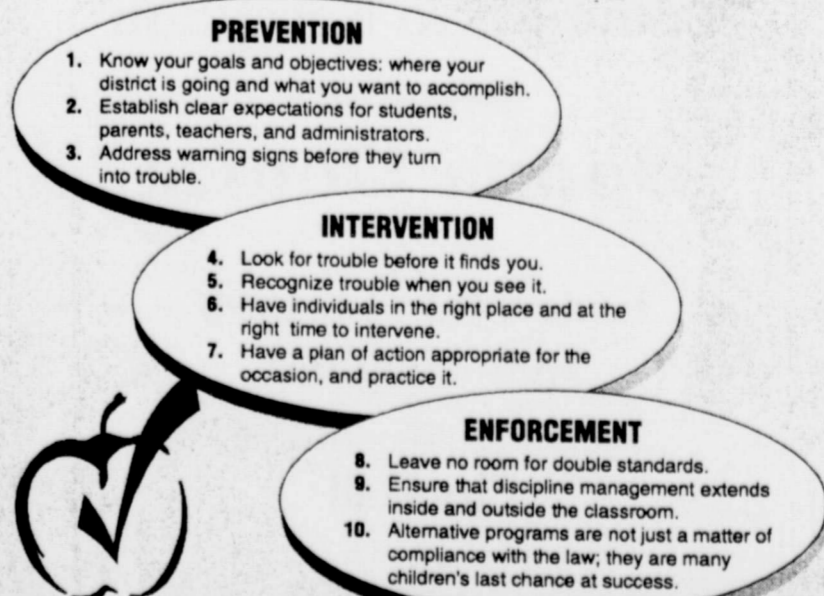 PREVENTION
1. Know your goals and objectives: where your
district is going and what you want to accomplish.
2. Establish clear expectations for students,
parents, teachers, and administrators.
3. Address warning signs before they turn
into trouble.
INTERVENTION
4. Look for trouble before it finds you.
5. Recognize trouble when you see it.
6. Have individuals in the right place and at the
right time to intervene.
7. Have a plan of action appropriate for the
occasion, and practice it.
ENFORCEMENT
8. Leave no room for double standards.
9. Ensure that discipline management extends
inside and outside the classroom.
10. Alternative programs are not just a matter of
compliance with the law; they are many
children's last chance at success.